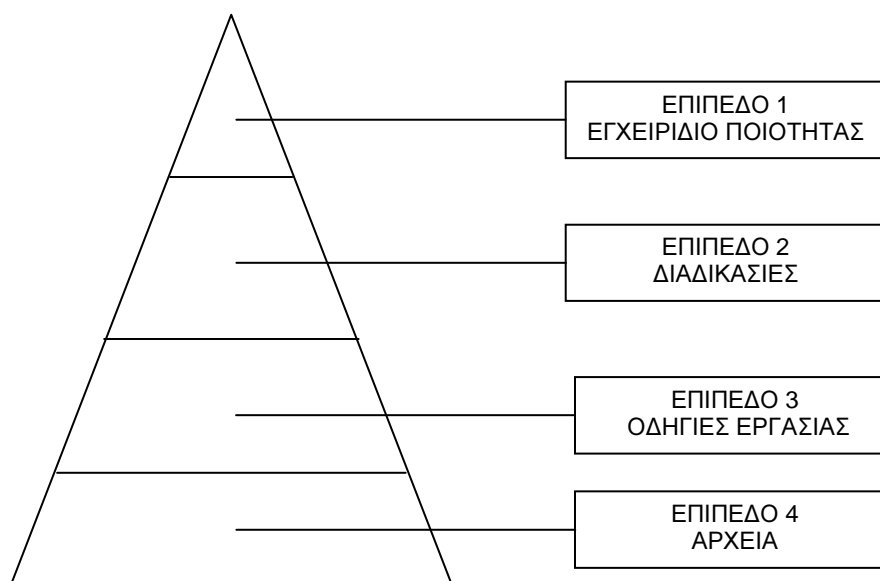 ΕΠΙΠΕΔΟ 1
ΕΓΧΕΙΡΙΔΙΟ ΠΟΙΟΤΗΤΑΣ
ΕΠΙΠΕΔΟ 2
ΔΙΑΔΙΚΑΣΙΕΣ
ΕΠΙΠΕΔΟ 3
ΟΔΗΓΙΕΣ ΕΡΓΑΣΙΑΣ
ΕΠΙΠΕΔΟ 4
ΑΡΧΕΙΑ